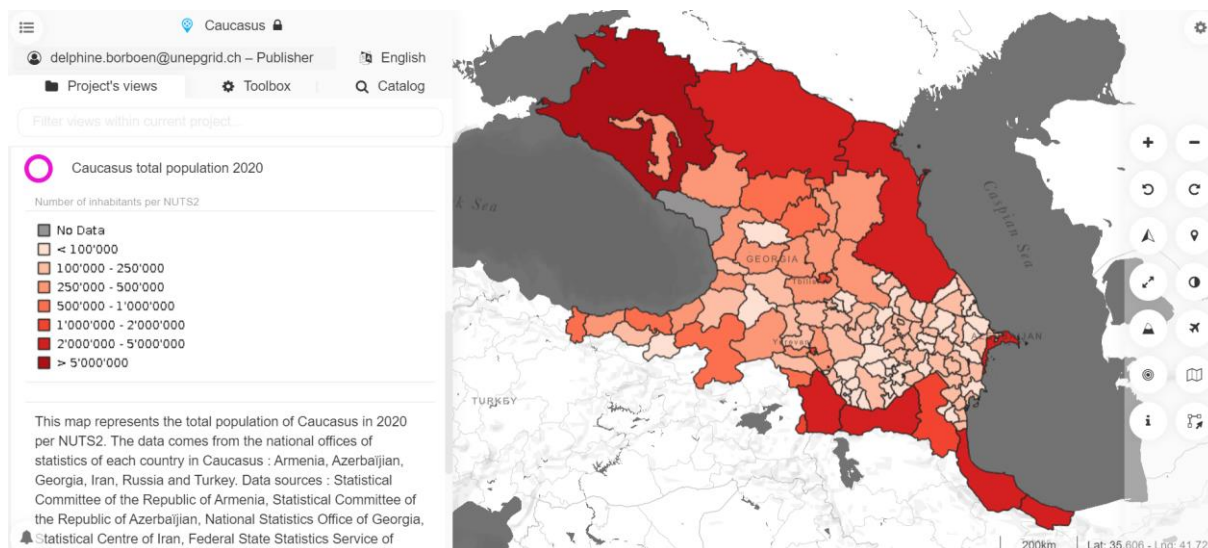 Caucasus
delphine.borboen@unepgrid.ch – Publisher
English
Project's views
Toolbox
Catalog
Filter views within current project...
Caucasus total population 2020
Number of inhabitants per NUTS2
No Data
< 100'000
100'000 - 250'000
250'000 - 500'000
500'000 - 1'000'000
1'000'000 - 2'000'000
2'000'000 - 5'000'000
> 5'000'000
This map represents the total population of Caucasus in 2020
per NUTS2. The data comes from the national offices of
statistics of each country in Caucasus : Armenia, Azerbaïjian,
Georgia, Iran, Russia and Turkey. Data sources : Statistical
Committee of the Republic of Armenia, Statistical Committee of
the Republic of Azerbaïjian, National Statistics Office of Georgia,
Statistical Centre of Iran, Federal State Statistics Service of
k Sea
Caspian Sea
GEORGIA
Tbilisi
Yerevan
TURKEY
200km
Lat: 35.606 - Lng: 41.72